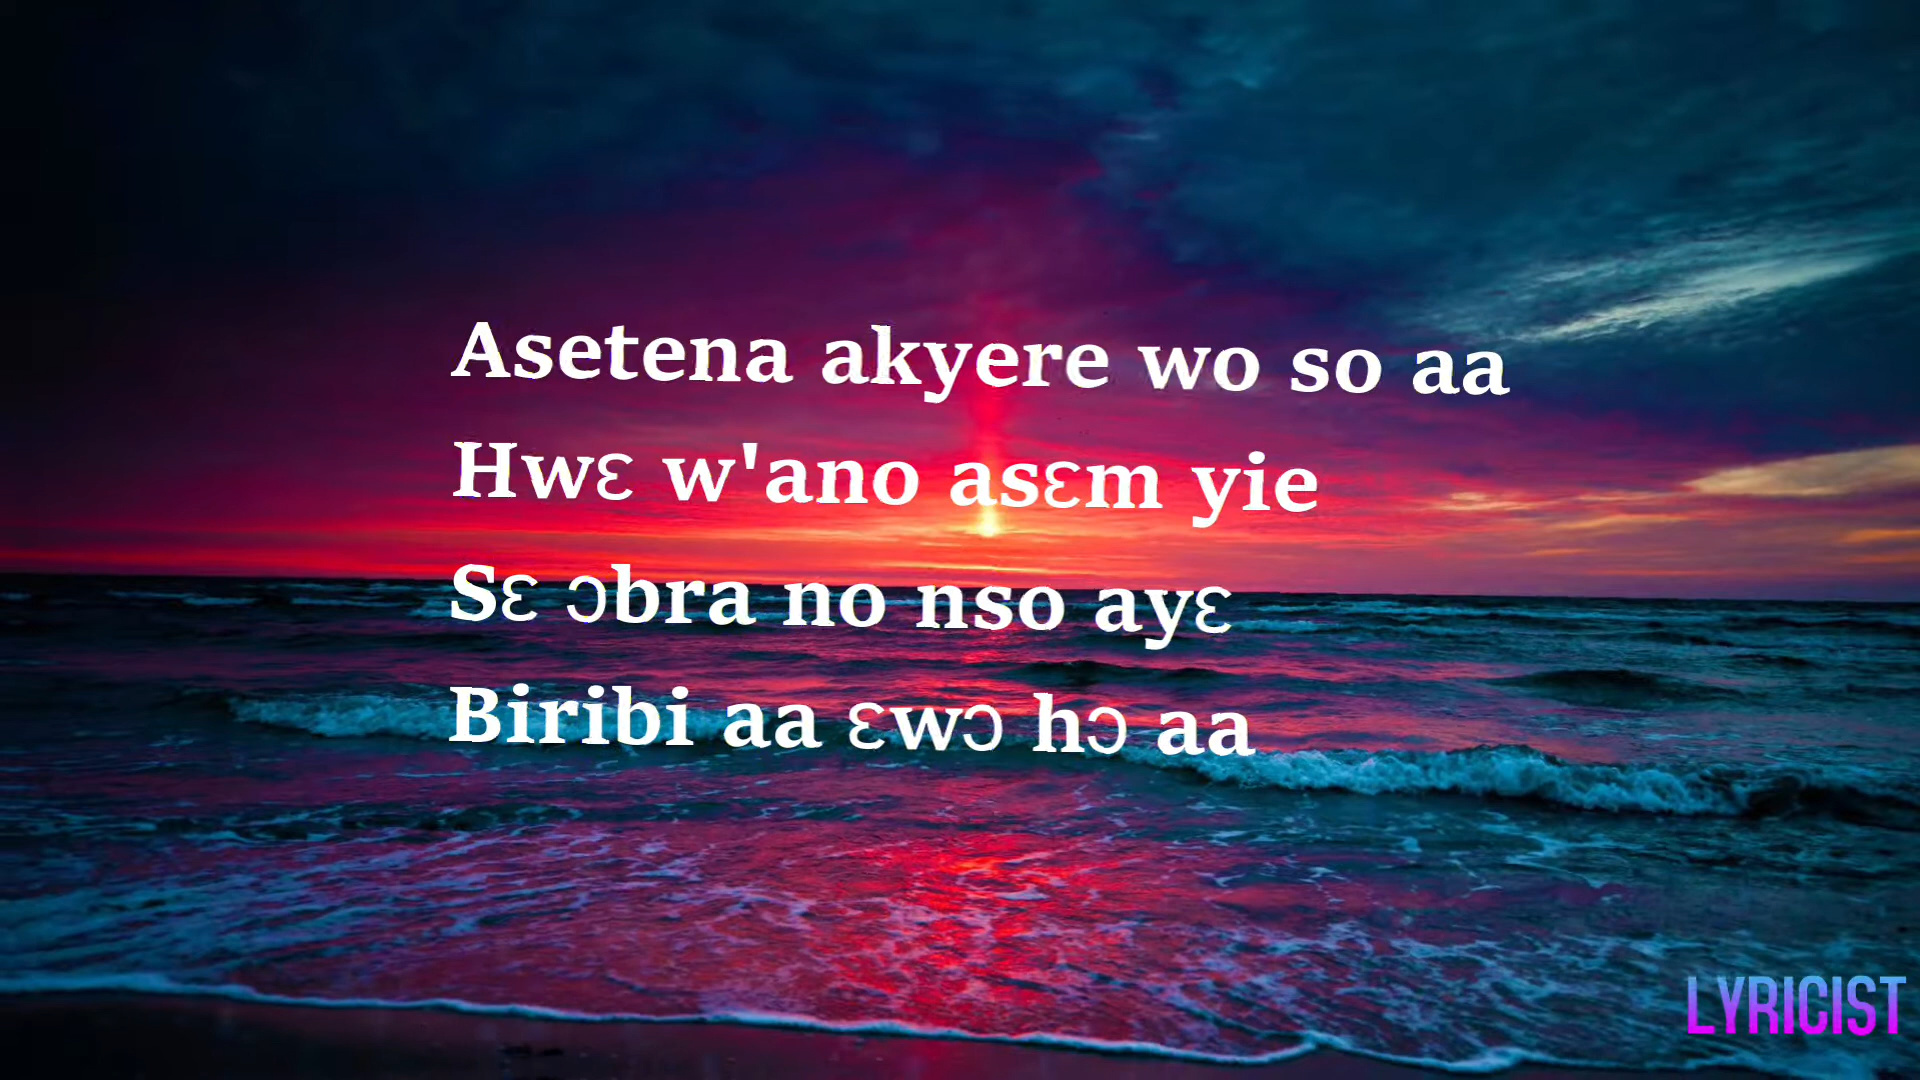 Asetena akyere wo so aa
Hwɛ w'ano asɛm yie
Sɛ ɔbra no nso ayɛ
Biribi aa ɛwɔ hɔ aa
LYRICIST